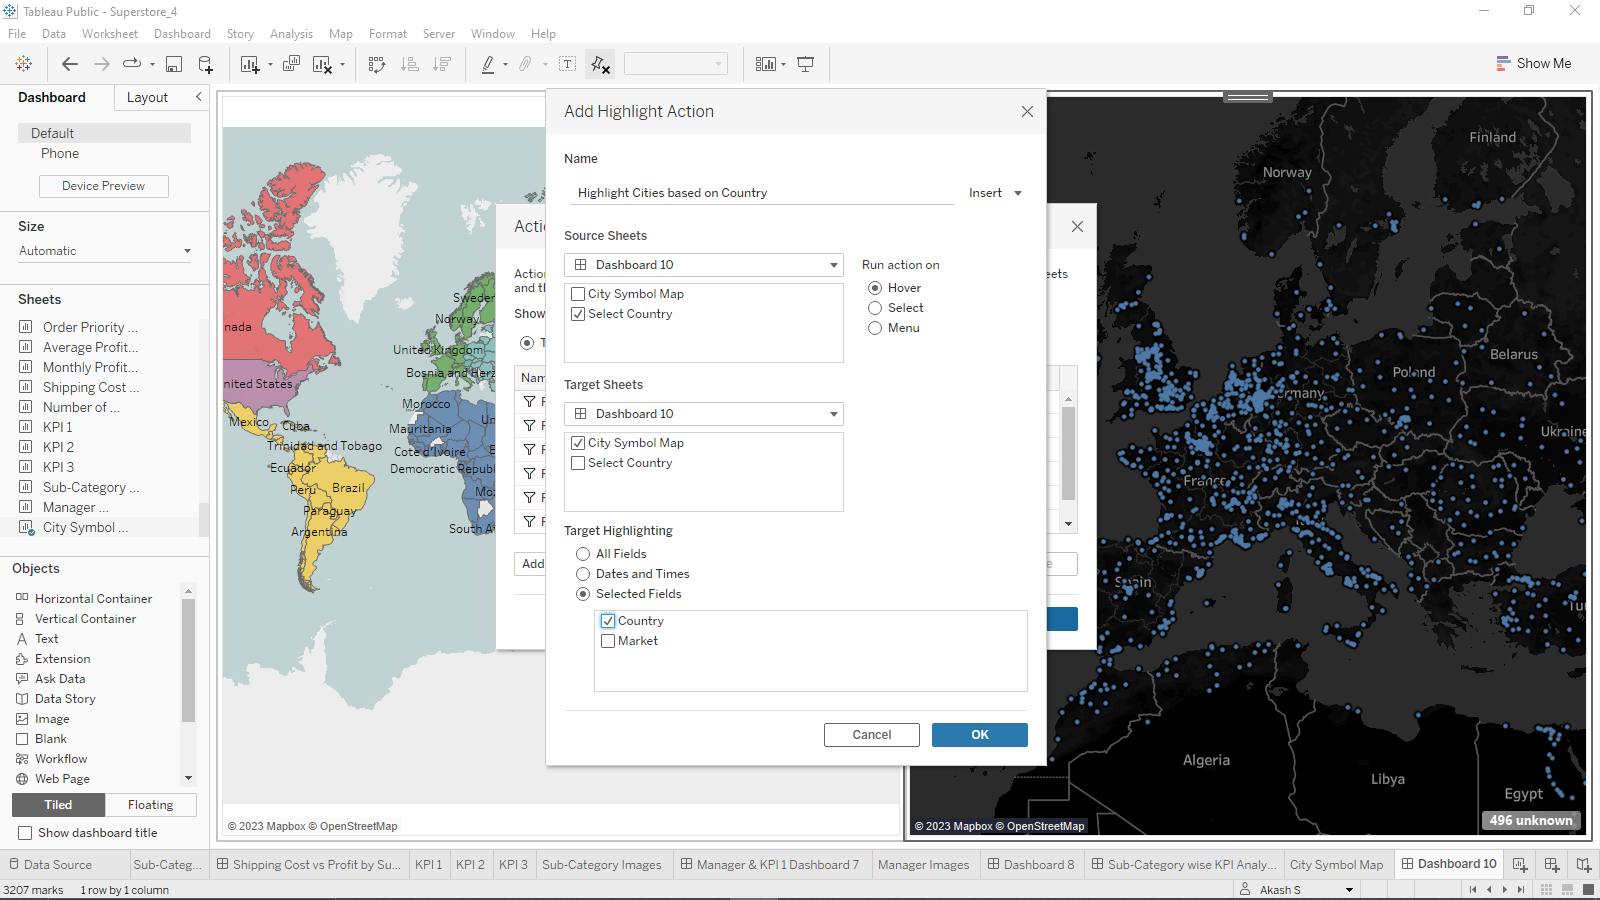 Tableau Public - Superstore_4
File Data Worksheet Dashboard Story Analysis Map Format Server Window Help
Show Me
Dashboard
Layout
Default
Phone
Device Preview
Size
Automatic
Sheets
Order Priority ...
Average Profit...
Monthly Profit...
Shipping Cost ...
Number of ...
KPI 1
KPI 2
KPI 3
Sub-Category ...
Manager ...
City Symbol ...
Objects
Horizontal Container
Vertical Container
Text
Extension
Ask Data
Data Story
Image
Blank
Workflow
Web Page
Tiled
Floating
Show dashboard title
nada
nited States
Mexico
Cuba
Trinidad and Tobago
Ecuador
Peru
Brazil
Paraguay
Argentina
Sweden
Norway
United Kingdom
Bosnia and Herz
Morocco
Un
Mauritania
Cote d'Ivoire
Democratic Republ
Moz
South Af
© 2023 Mapbox © OpenStreetMap
Actio
Action
and th
eets
Show
Nam
Add
Add Highlight Action
Name
Highlight Cities based on Country
Insert
Source Sheets
Dashboard 10
City Symbol Map
Select Country
Run action on
Hover
Select
Menu
Target Sheets
Dashboard 10
City Symbol Map
Select Country
Target Highlighting
All Fields
Dates and Times
Selected Fields
Country
Market
Cancel
OK
Finland
Norway
Belarus
Poland
Germany
Ukraine
France
Spain
Algeria
Libya
Egypt
496 unknown
© 2023 Mapbox © OpenStreetMap
Data Source
Sub-Categ...
Shipping Cost vs Profit by Su...
KPI 1
KPI 2
KPI 3
Sub-Category Images
Manager & KPI 1 Dashboard 7
Manager Images
Dashboard 8
Sub-Category wise KPI Analy...
City Symbol Map
Dashboard 10
3207 marks
1 row by 1 column
Akash S